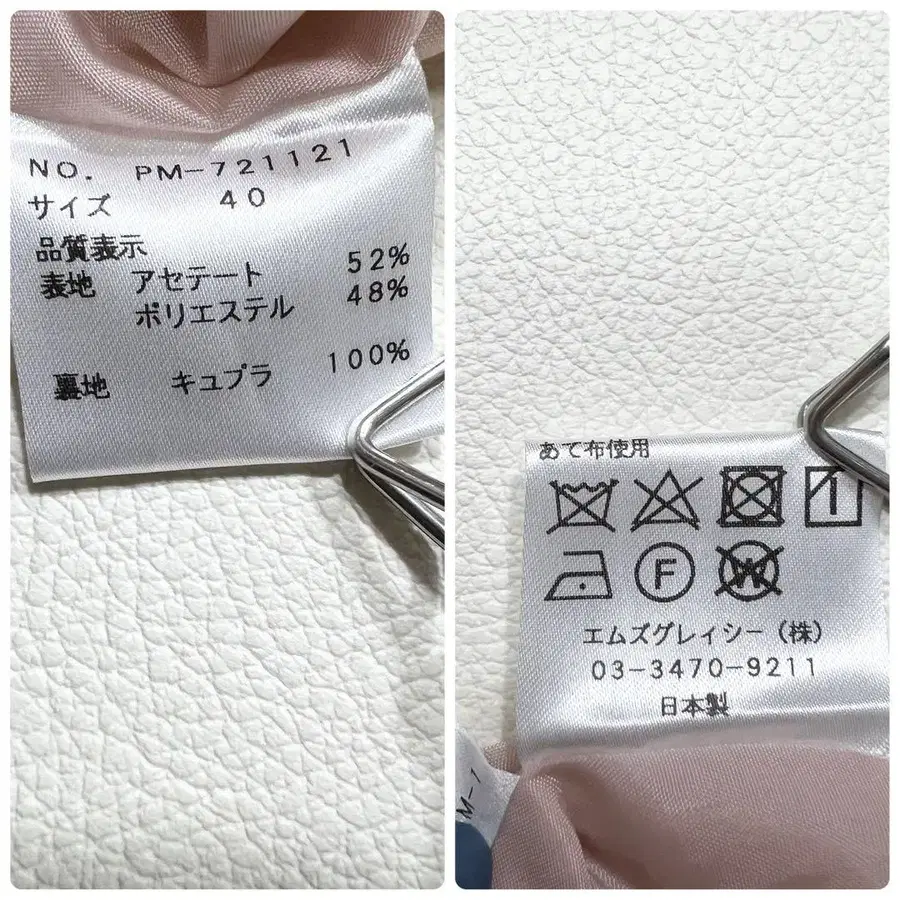 NO. PM-721121
サイズ 40
品質表示
表地 アセテート 52%
ポリエステル 48%
裏地 キュプラ 100%
あて布使用
F W
エムズグレイシー(株)
03-3470-9211
日本製
M-7